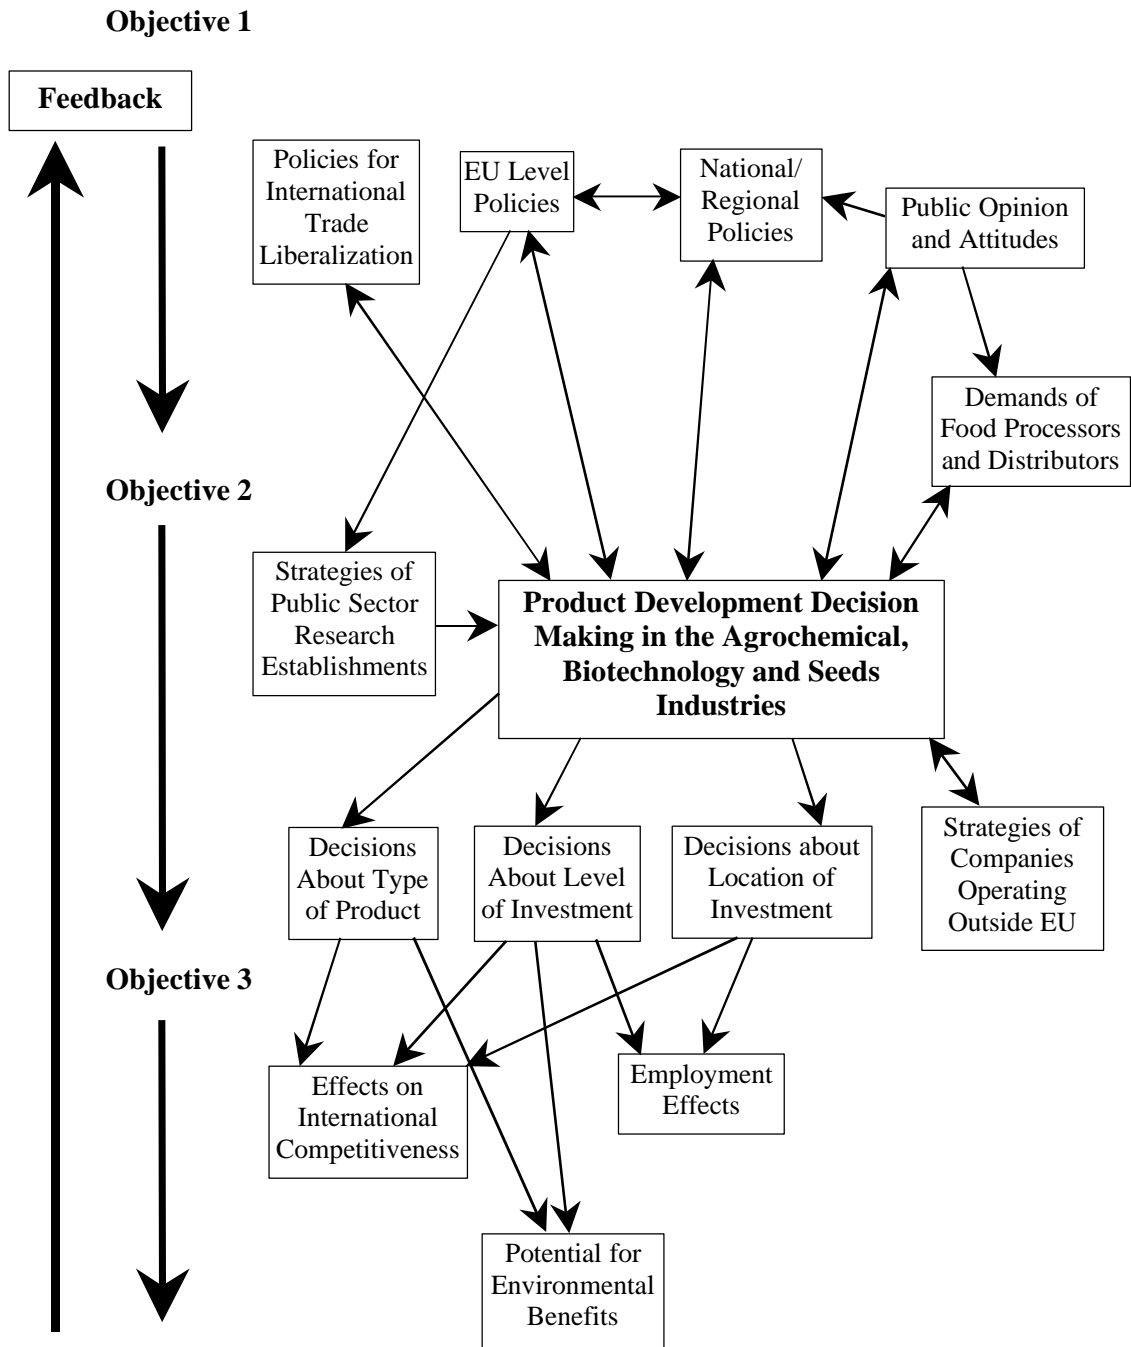 Objective 1
Feedback
Policies for
International
Trade
Liberalization
EU Level
Policies
National/
Regional
Policies
Public Opinion
and Attitudes
Demands of
Food Processors
and Distributors
Objective 2
Strategies of
Public Sector
Research
Establishments
Product Development Decision
Making in the Agrochemical,
Biotechnology and Seeds
Industries
Decisions
About Type
of Product
Decisions
About Level
of Investment
Decisions about
Location of
Investment
Strategies of
Companies
Operating
Outside EU
Objective 3
Effects on
International
Competitiveness
Employment
Effects
Potential for
Environmental
Benefits